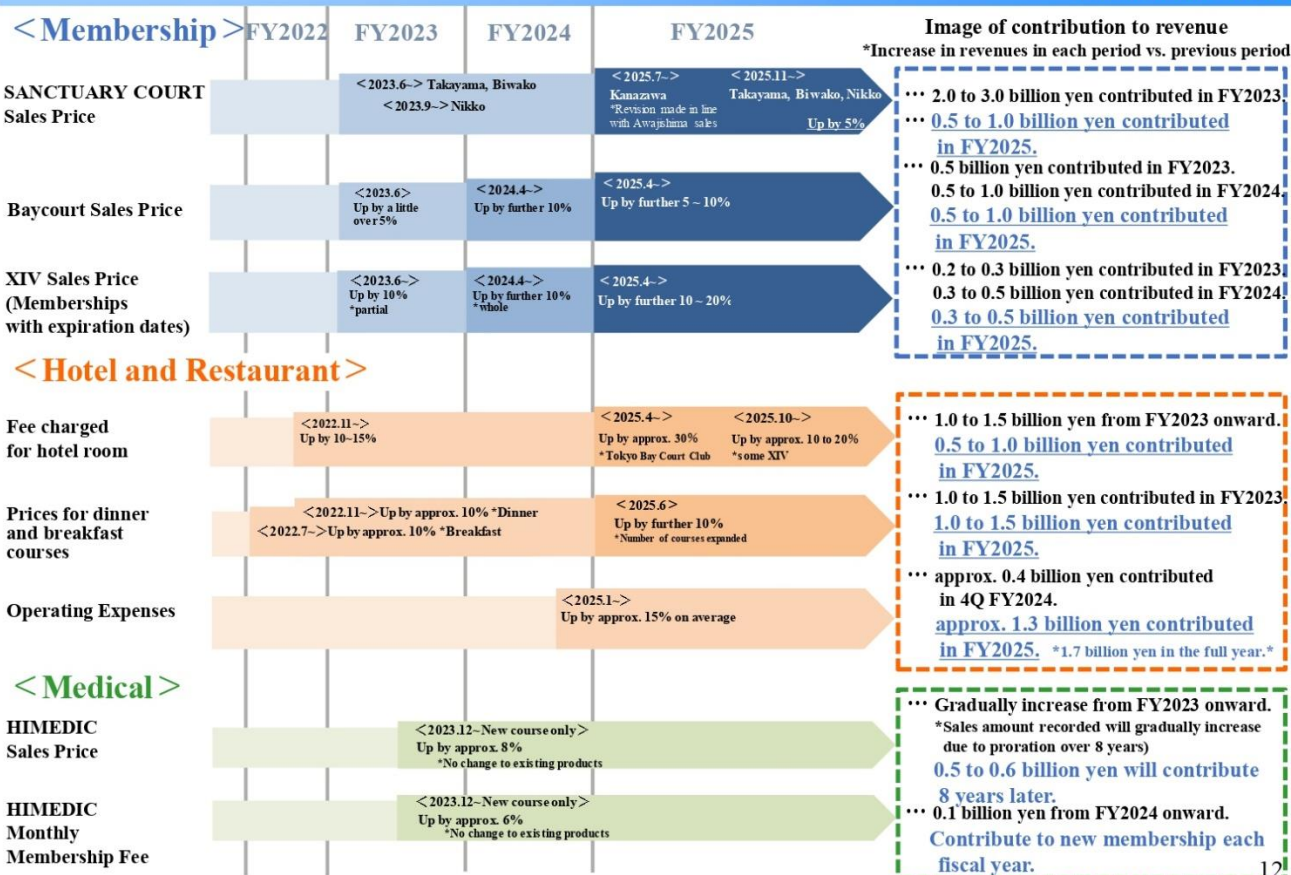 ＜Membership＞
FY2022
FY2023
FY2024
FY2025
Image of contribution to revenue
*Increase in revenues in each period vs. previous period
SANCTUARY COURT
Sales Price
＜2023.6~＞ Takayama, Biwako
＜2023.9~＞ Nikko
＜2025.7~＞
Kanazawa
*Revision made in line
with Awajishima sales
＜2025.11~＞
Takayama, Biwako, Nikko
Up by 5%
… 2.0 to 3.0 billion yen contributed in FY2023.
… 0.5 to 1.0 billion yen contributed
in FY2025.
Baycourt Sales Price
＜2023.6＞
Up by a little
over 5%
＜2024.4~＞
Up by further 10%
＜2025.4~＞
Up by further 5 ~ 10%
… 0.5 billion yen contributed in FY2023.
0.5 to 1.0 billion yen contributed in FY2024.
0.5 to 1.0 billion yen contributed
in FY2025.
XIV Sales Price
(Memberships
with expiration dates)
＜2023.6~＞
Up by 10%
*partial
＜2024.4~＞
Up by further 10%
*whole
＜2025.4~＞
Up by further 10 ~ 20%
… 0.2 to 0.3 billion yen contributed in FY2023.
0.3 to 0.5 billion yen contributed in FY2024.
0.3 to 0.5 billion yen contributed
in FY2025.
＜Hotel and Restaurant＞
Fee charged
for hotel room
＜2022.11~＞
Up by 10~15%
＜2025.4~＞
Up by approx. 30%
*Tokyo Bay Court Club
＜2025.10~＞
Up by approx. 10 to 20%
*some XIV
… 1.0 to 1.5 billion yen from FY2023 onward.
0.5 to 1.0 billion yen contributed
in FY2025.
Prices for dinner
and breakfast
courses
＜2022.11~＞Up by approx. 10% *Dinner
＜2022.7~＞Up by approx. 10% *Breakfast
＜2025.6＞
Up by further 10%
*Number of courses expanded
… 1.0 to 1.5 billion yen contributed in FY2023.
1.0 to 1.5 billion yen contributed
in FY2025.
Operating Expenses
＜2025.1~＞
Up by approx. 15% on average
… approx. 0.4 billion yen contributed
in 4Q FY2024.
approx. 1.3 billion yen contributed
in FY2025. *1.7 billion yen in the full year.*
＜Medical＞
HIMEDIC
Sales Price
＜2023.12~New course only＞
Up by approx. 8%
*No change to existing products
… Gradually increase from FY2023 onward.
*Sales amount recorded will gradually increase
due to proration over 8 years)
0.5 to 0.6 billion yen will contribute
8 years later.
HIMEDIC
Monthly
Membership Fee
＜2023.12~New course only＞
Up by approx. 6%
*No change to existing products
… 0.1 billion yen from FY2024 onward.
Contribute to new membership each
fiscal year.
12